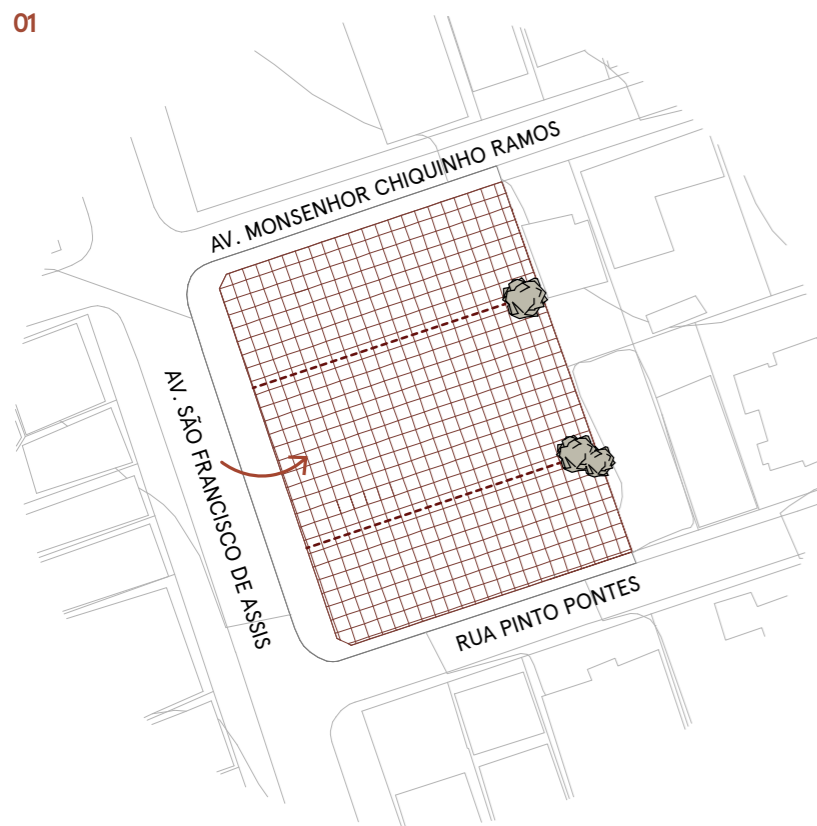 01
AV. MONSENHOR CHIQUINHO RAMOS
AV. SÃO FRANCISCO DE ASSIS
RUA PINTO PONTES